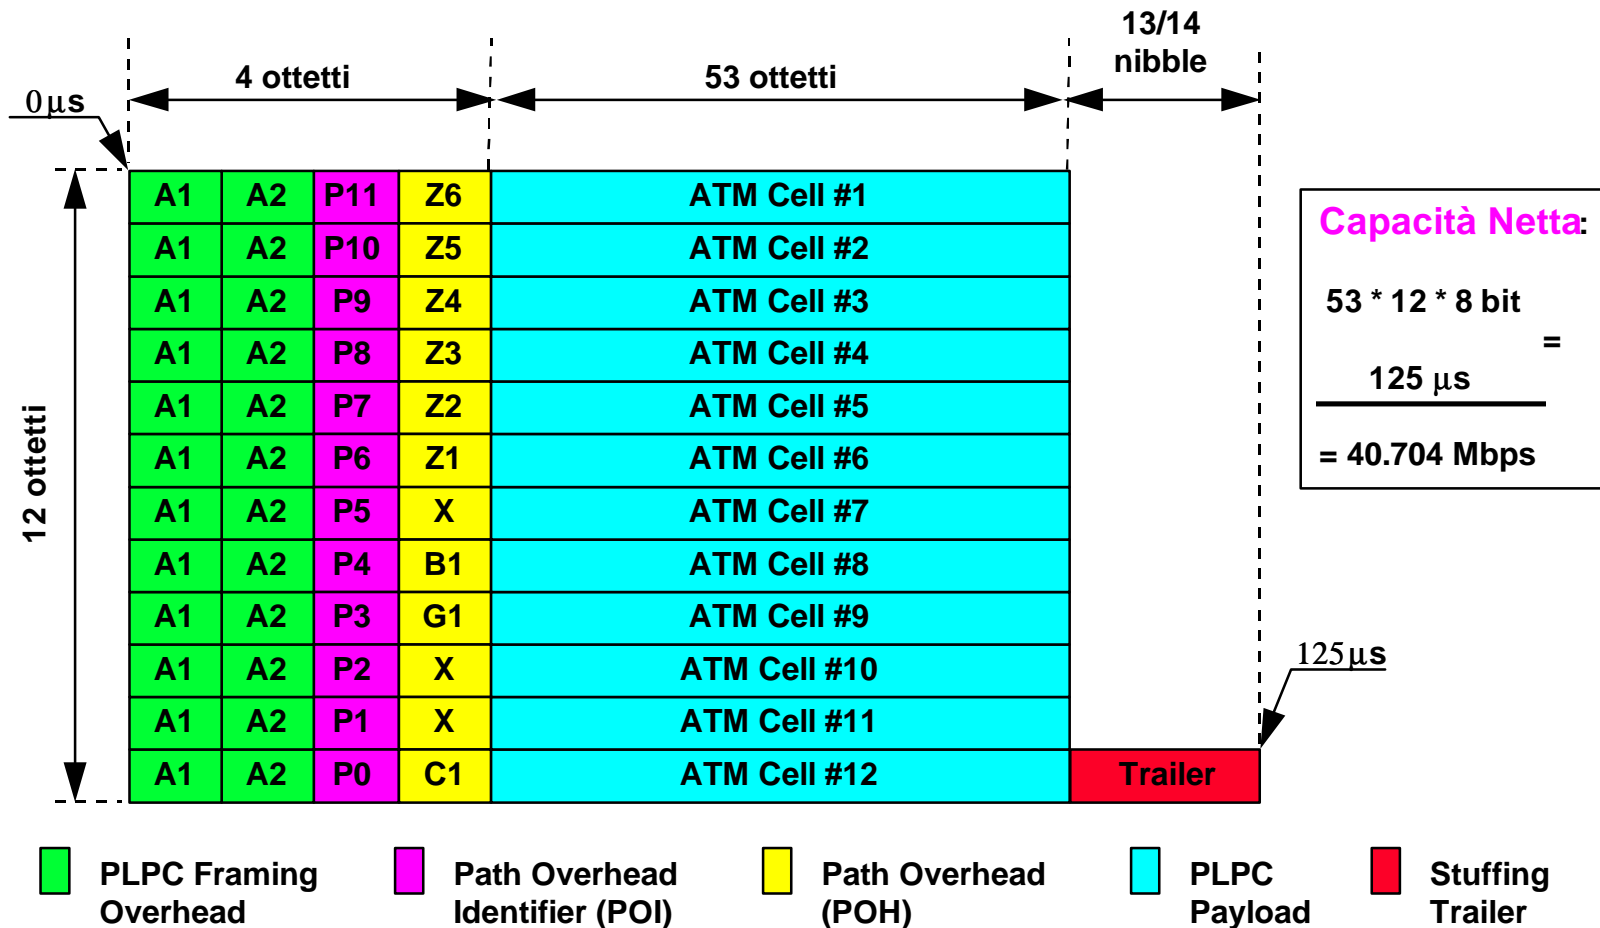 13/14
nibble
4 ottetti
53 ottetti
0 µs
12 ottetti
A1 A2 P11 Z6 ATM Cell #1
A1 A2 P10 Z5 ATM Cell #2
A1 A2 P9 Z4 ATM Cell #3
A1 A2 P8 Z3 ATM Cell #4
A1 A2 P7 Z2 ATM Cell #5
A1 A2 P6 Z1 ATM Cell #6
A1 A2 P5 X ATM Cell #7
A1 A2 P4 B1 ATM Cell #8
A1 A2 P3 G1 ATM Cell #9
A1 A2 P2 X ATM Cell #10
A1 A2 P1 X ATM Cell #11
A1 A2 P0 C1 ATM Cell #12 Trailer
125 µs
Capacità Netta:
53 * 12 * 8 bit
=
125 µs
= 40.704 Mbps
PLPC Framing
Overhead
Path Overhead
Identifier (POI)
Path Overhead
(POH)
PLPC
Payload
Stuffing
Trailer